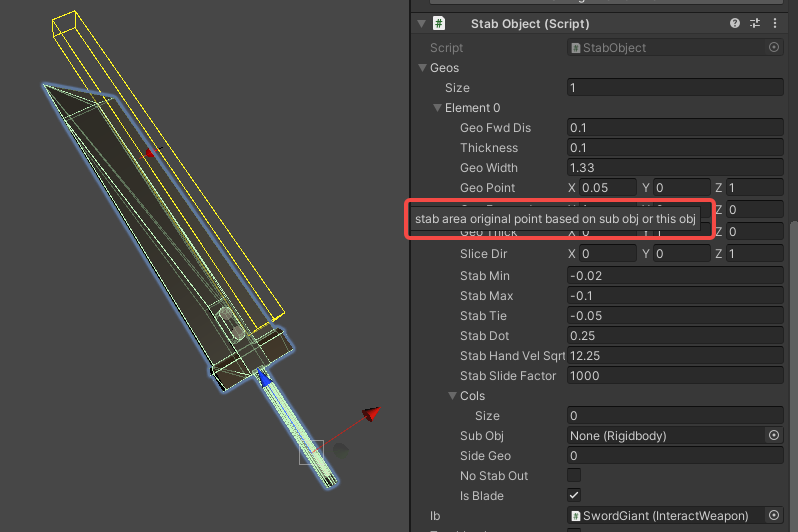 Stab Object (Script)
Script StabObject
Geos
Size 1
Element 0
Geo Fwd Dis 0.1
Thickness 0.1
Geo Width 1.33
Geo Point X 0.05 Y 0 Z 1
Z 0
stab area original point based on sub obj or this obj
Geo Thick X 0 Y 1 Z 0
Slice Dir X 0 Y 0 Z 1
Stab Min -0.02
Stab Max -0.1
Stab Tie -0.05
Stab Dot 0.25
Stab Hand Vel Sqrt 12.25
Stab Slide Factor 1000
Cols
Size 0
Sub Obj None (Rigidbody)
Side Geo 0
No Stab Out
Is Blade
Ib SwordGiant (InteractWeapon)